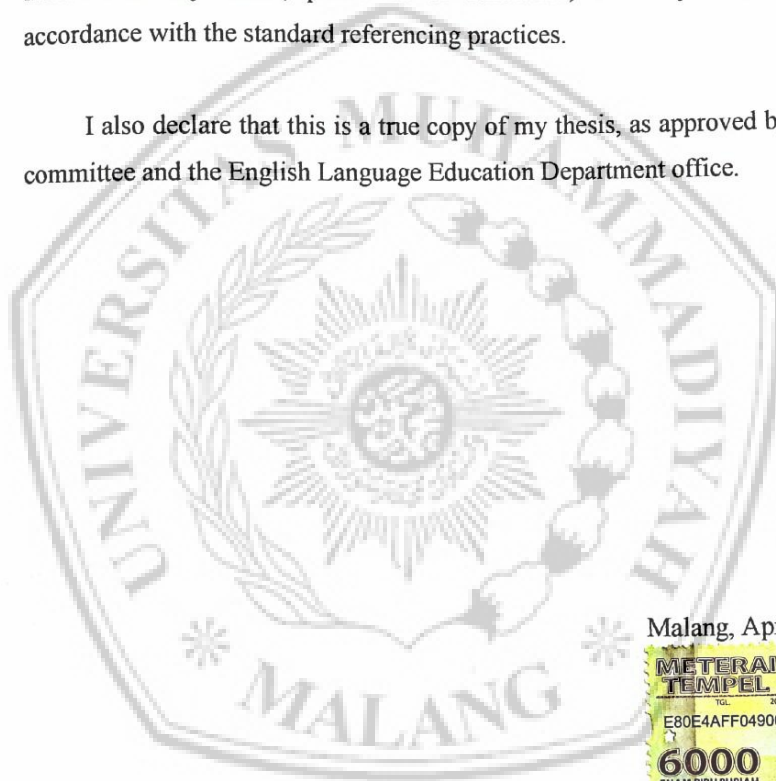 accordance with the standard referencing practices.
I also declare that this is a true copy of my thesis, as approved b
committee and the English Language Education Department office.
UNIVERSITAS MUHAMMADIYAH
MALANG
Malang, Ap
METERAI
TEMPEL
TGL.
E80E4AFF0490
6000